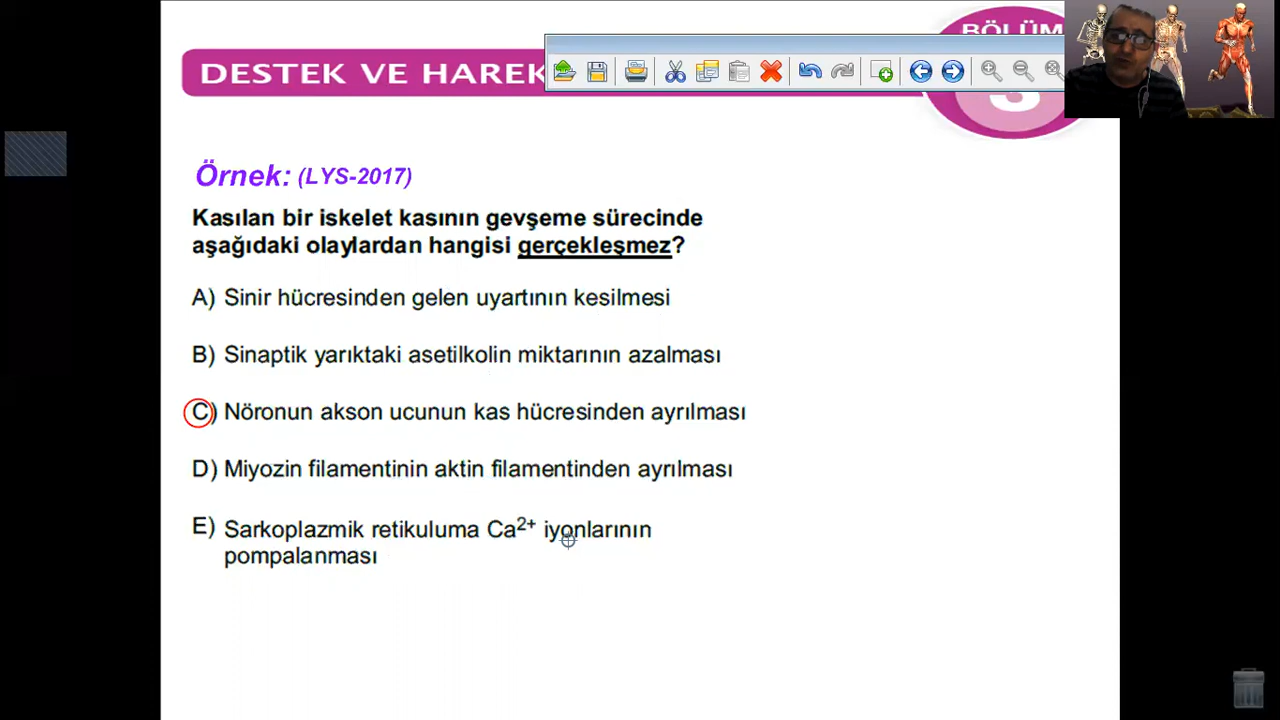 BÖLÜM
DESTEK VE HAREK
3
Örnek: (LYS-2017)
Kasılan bir iskelet kasının gevşeme sürecinde
aşağıdaki olaylardan hangisi gerçekleşmez?
A) Sinir hücresinden gelen uyartının kesilmesi
B) Sinaptik yarıktaki asetilkolin miktarının azalması
C) Nöronun akson ucunun kas hücresinden ayrılması
D) Miyozin filamentinin aktin filamentinden ayrılması
E) Sarkoplazmik retikuluma Ca²⁺ iyonlarının
pompalanması